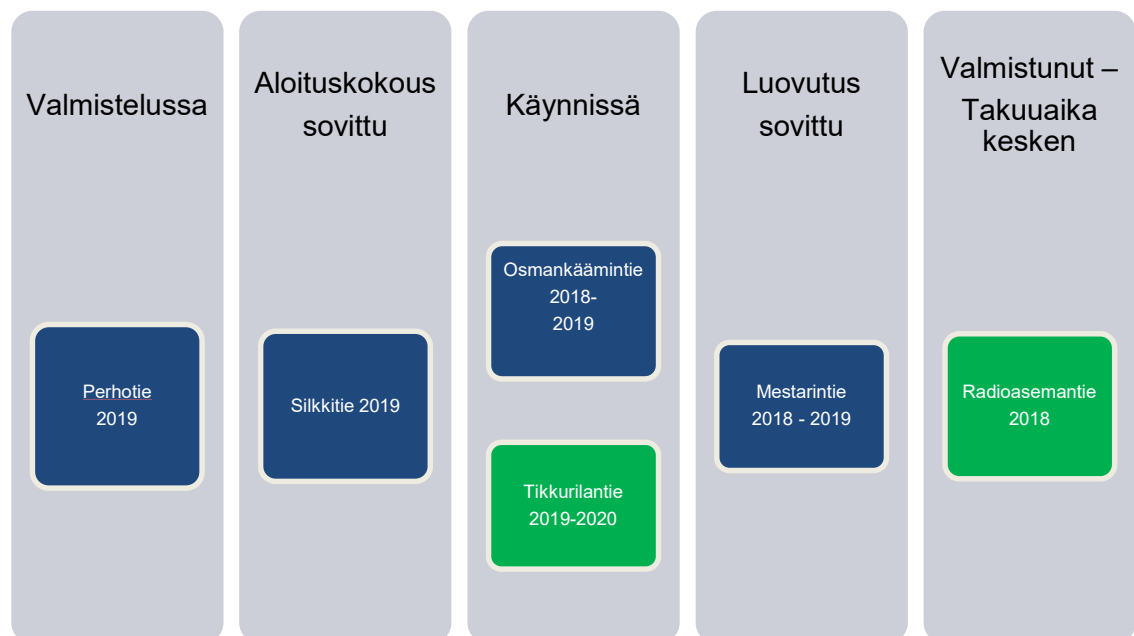 Valmistelussa
Perhotie
2019
Aloituskokous
sovittu
Silkkitie 2019
Käynnissä
Osmankäämintie
2018-
2019
Tikkurilantie
2019-2020
Luovutus
sovittu
Mestarintie
2018 - 2019
Valmistunut –
Takuuaika
kesken
Radioasemantie
2018